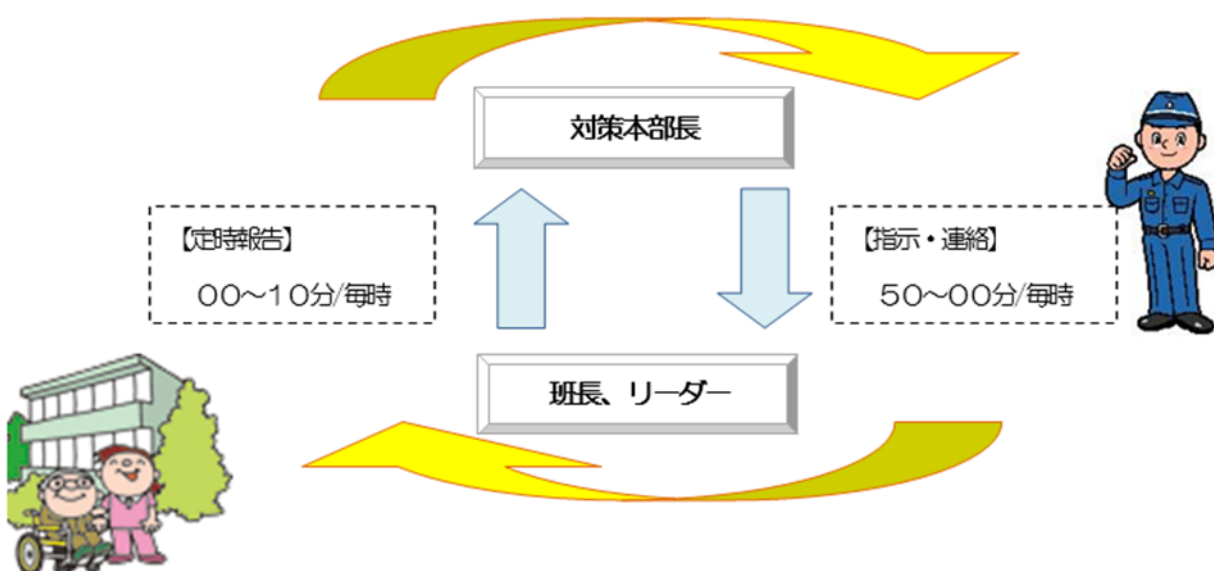 対策本部長
【定時報告】
００～１０分/毎時
【指示・連絡】
５０～００分/毎時
班長、リーダー